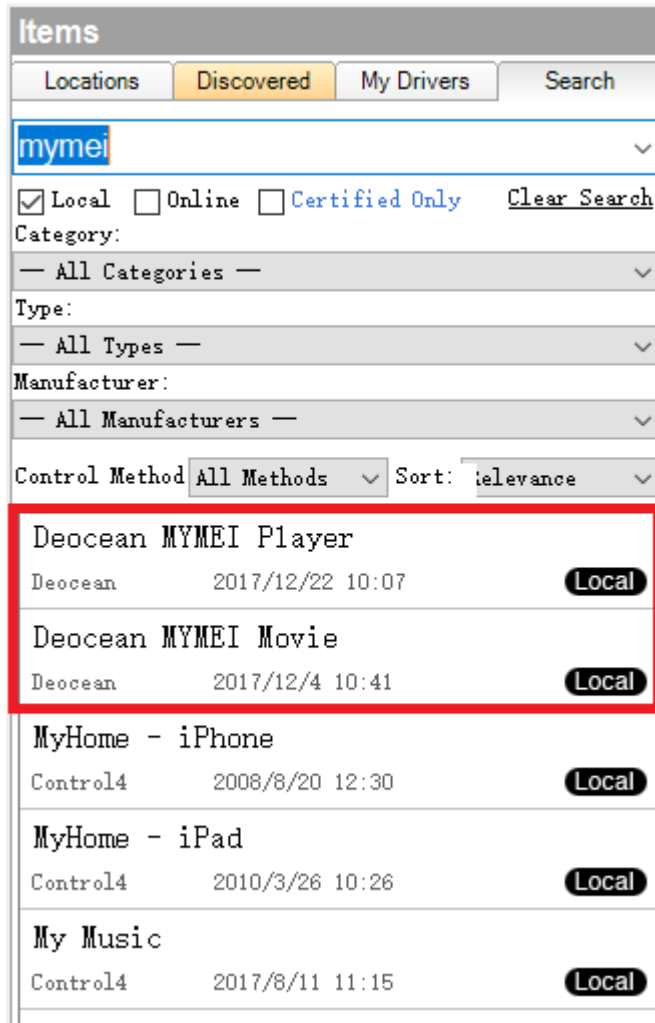 Items
Locations Discovered My Drivers Search
mymei
Local Online Certified Only Clear Search
Category:
— All Categories —
Type:
— All Types —
Manufacturer:
— All Manufacturers —
Control Method All Methods Sort: Relevance
Deocean MYMEI Player
Deocean 2017/12/22 10:07 Local
Deocean MYMEI Movie
Deocean 2017/12/4 10:41 Local
MyHome - iPhone
Control4 2008/8/20 12:30 Local
MyHome - iPad
Control4 2010/3/26 10:26 Local
My Music
Control4 2017/8/11 11:15 Local